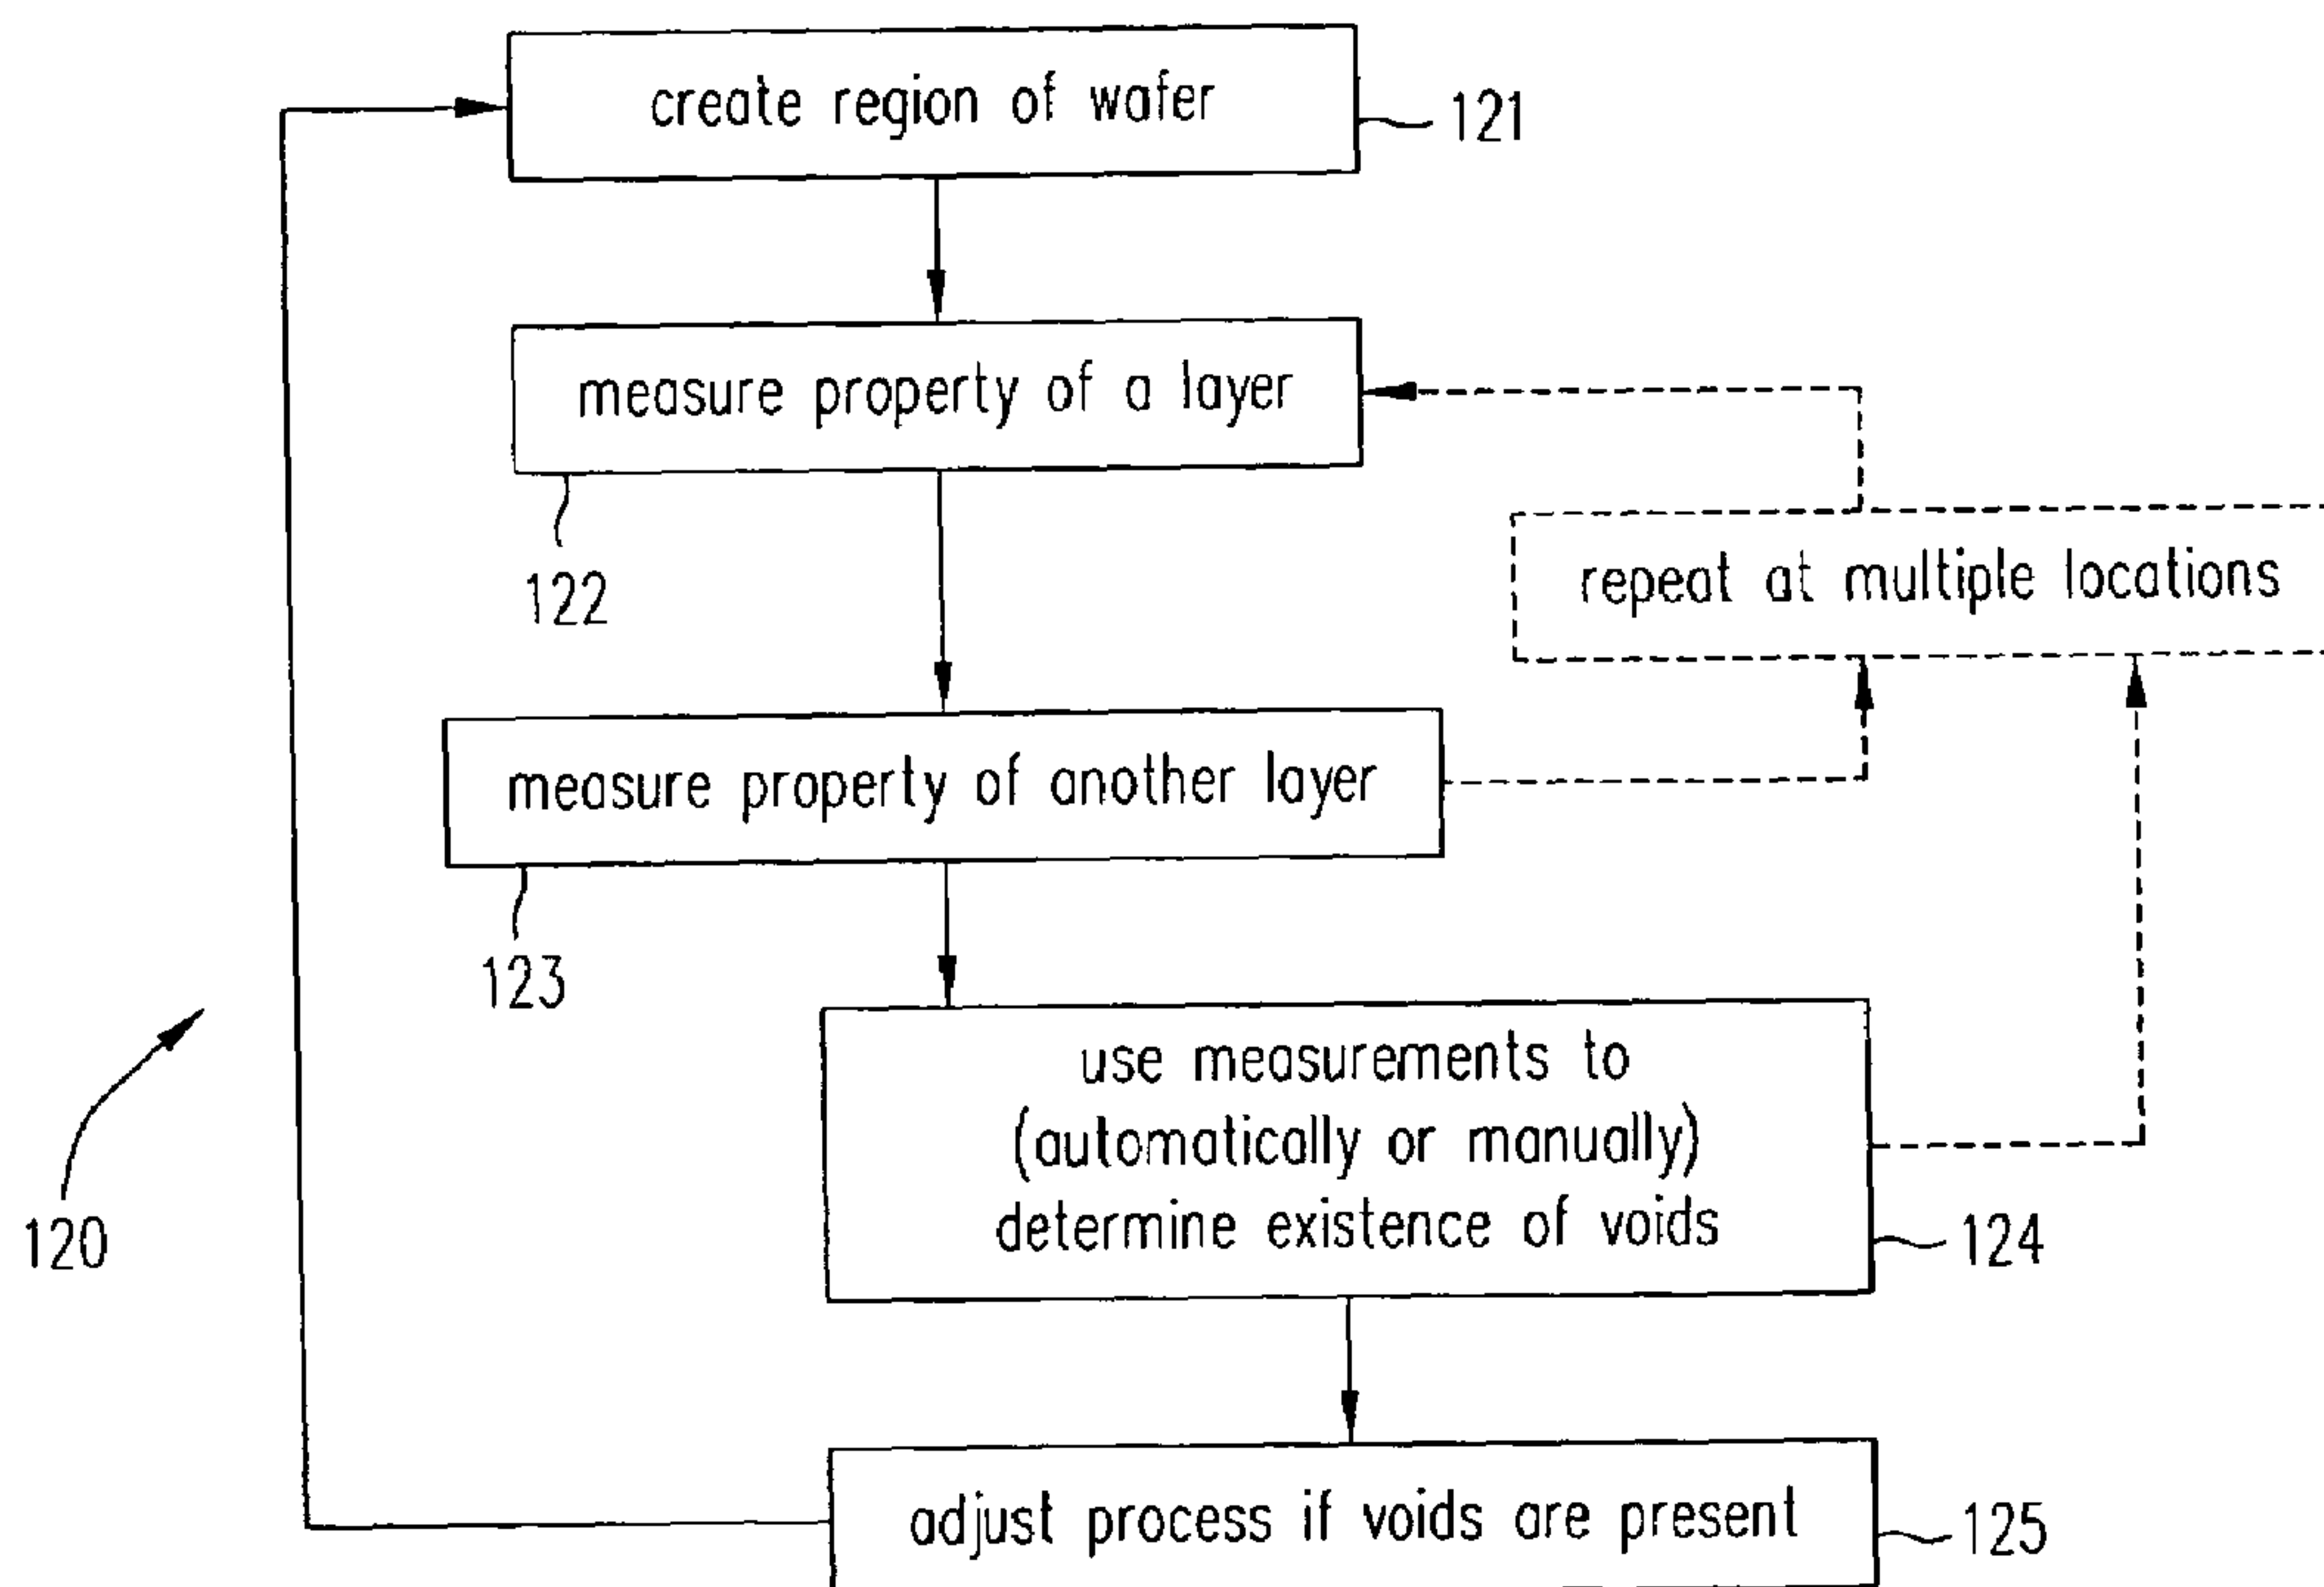 create region of wafer
121
measure property of a layer
122
repeat at multiple locations
measure property of another layer
123
use measurements to
(automatically or manually)
determine existence of voids
124
120
adjust process if voids are present
125